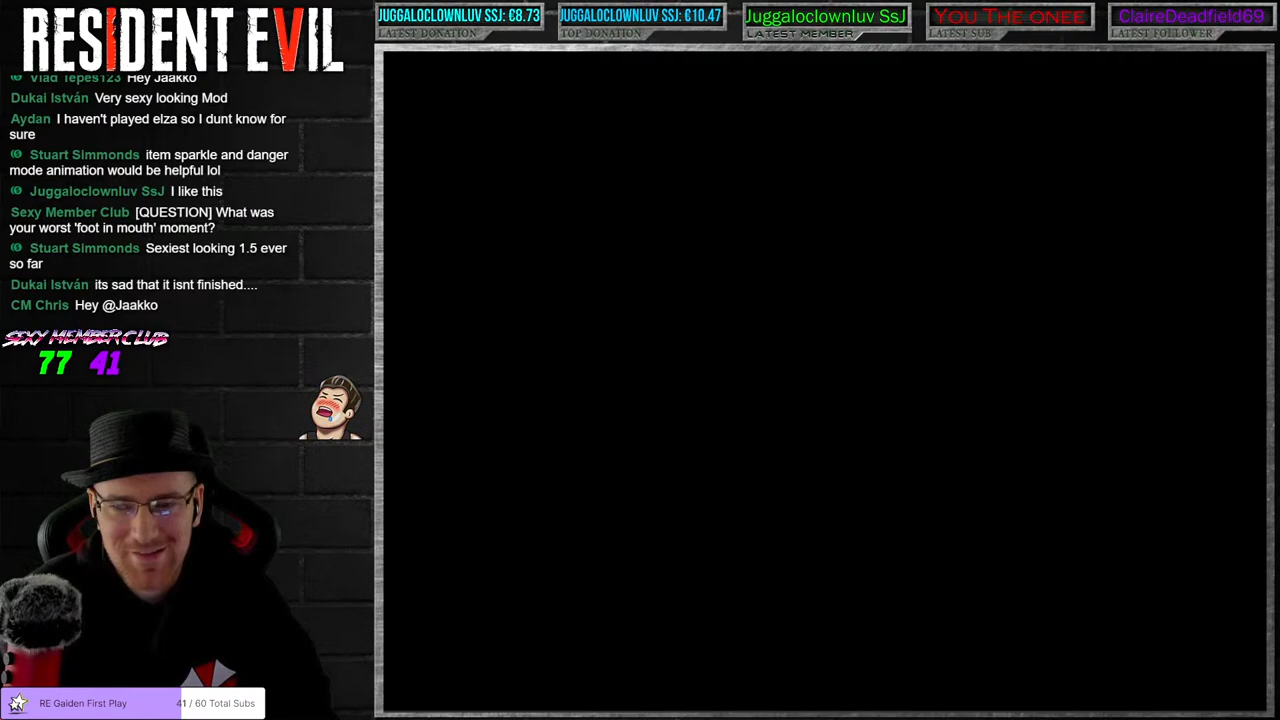 RESIDENT EVIL
JUGGALOCLOWNLUV SSJ: €8.73
LATEST DONATION
JUGGALOCLOWNLUV SSJ: €10.47
TOP DONATION
Juggaloclownluv SsJ
LATEST MEMBER
YOU THE ONEE
LATEST SUB
ClaireDeadfield69
LATEST FOLLOWER
Vlad Tepes123 Hey Jaakko
Dukai István Very sexy looking Mod
Aydan I haven't played elza so I dunt know for
sure
Stuart Simmonds item sparkle and danger
mode animation would be helpful lol
Juggaloclownluv SsJ I like this
Sexy Member Club [QUESTION] What was
your worst 'foot in mouth' moment?
Stuart Simmonds Sexiest looking 1.5 ever
so far
Dukai István its sad that it isnt finished....
CM Chris Hey @Jaakko
SEXY MEMBER CLUB
77 41
RE Gaiden First Play 41 / 60 Total Subs